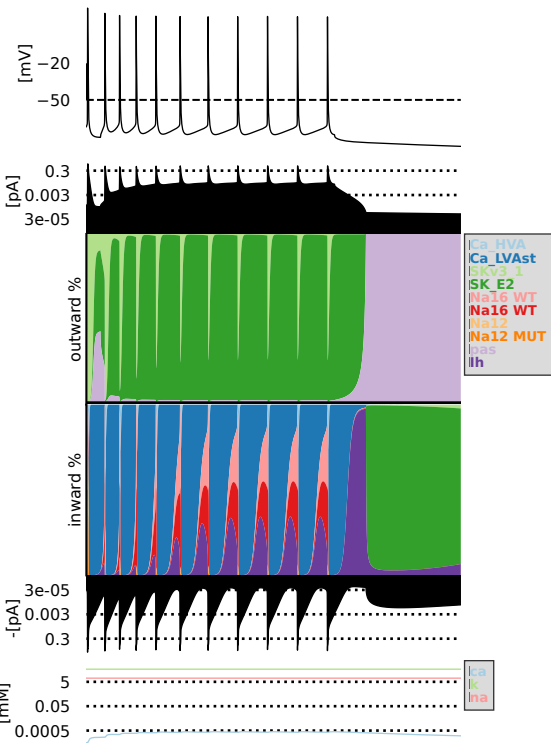 [mV]
−20
−50
[pA]
0.3
0.003
3e-05
outward %
Ca_HVA
Ca_LVAst
SKv3_1
SK_E2
Na16 WT
Na16 WT
Na12
Na12 MUT
pas
Ih
inward %
-[pA]
3e-05
0.003
0.3
[mM]
5
0.05
0.0005
ca
k
na